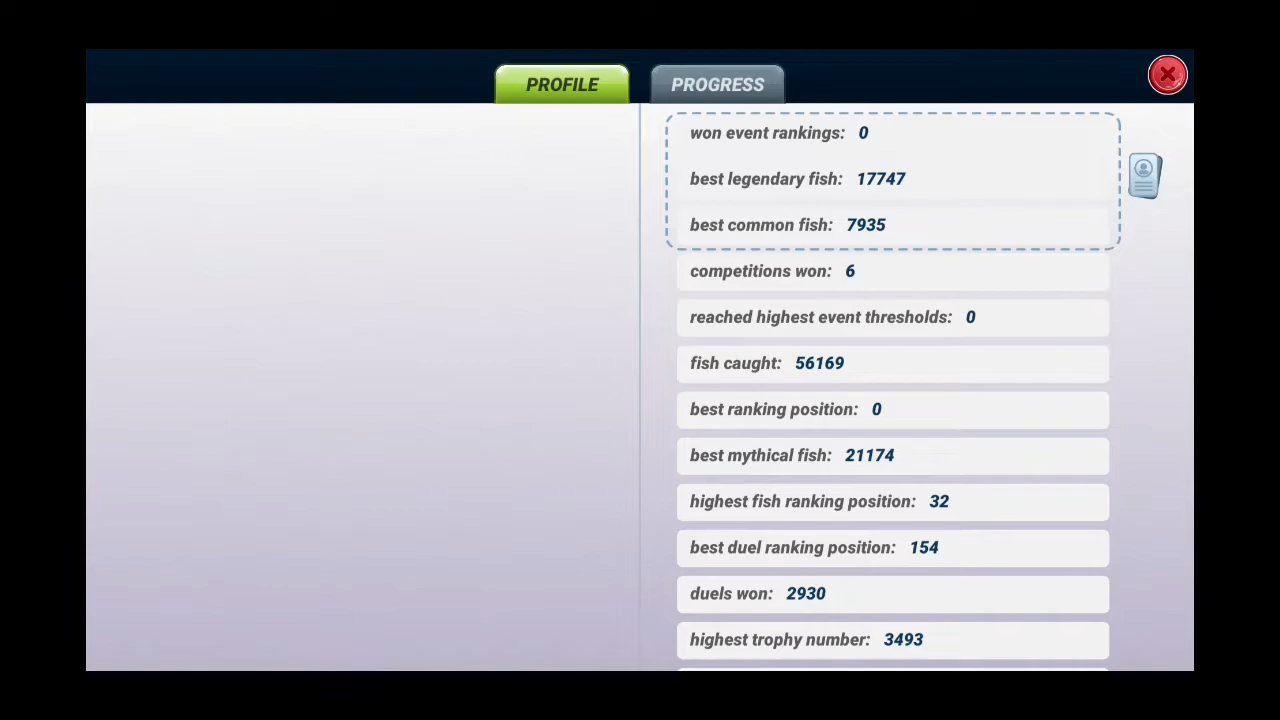 PROFILE
PROGRESS
won event rankings: 0
best legendary fish: 17747
best common fish: 7935
competitions won: 6
reached highest event thresholds: 0
fish caught: 56169
best ranking position: 0
best mythical fish: 21174
highest fish ranking position: 32
best duel ranking position: 154
duels won: 2930
highest trophy number: 3493